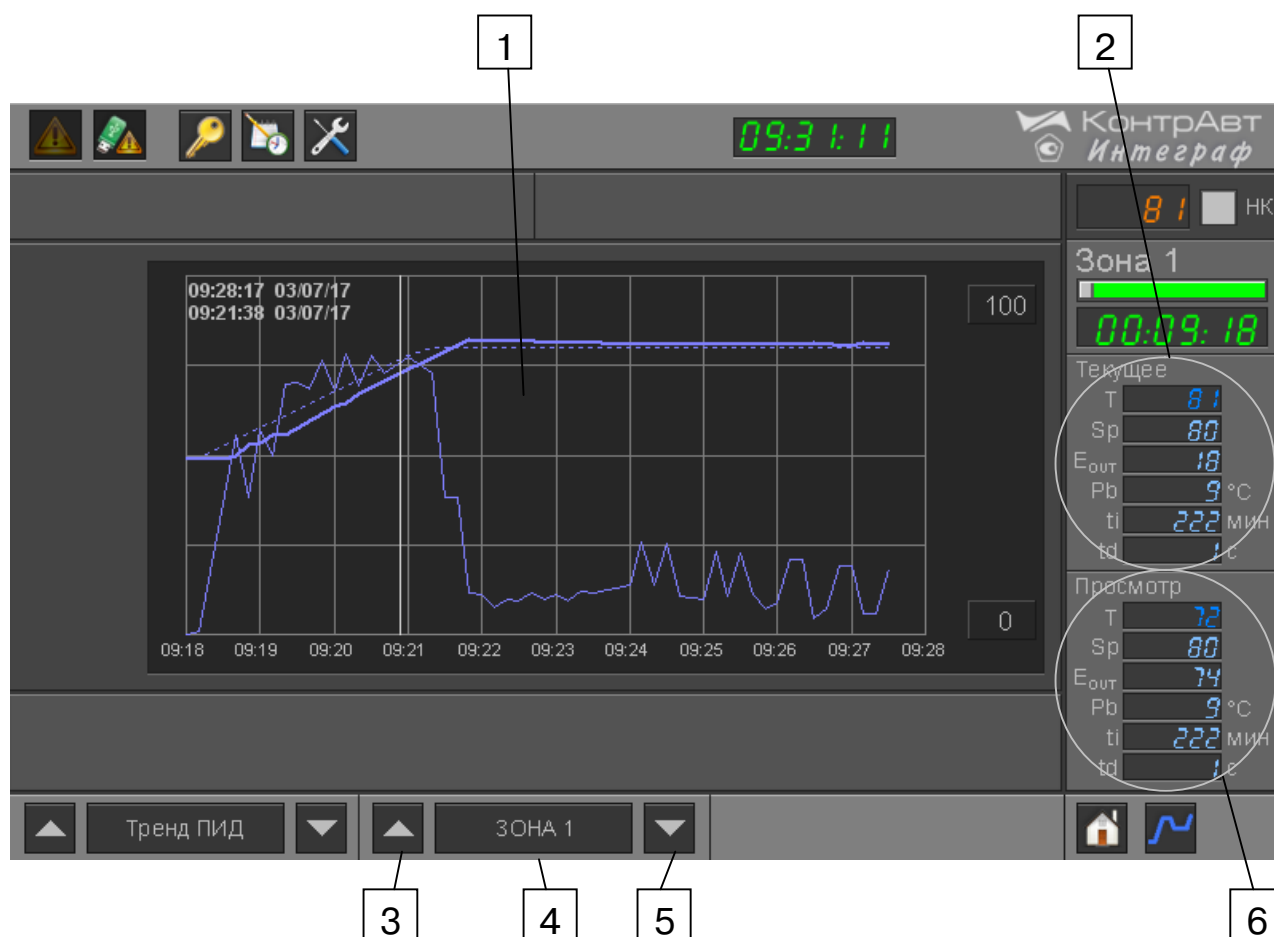 1
2
09:31:11
КонтрАвт
Интеграф
81 НК
Зона 1
09:28:17 03/07/17
09:21:38 03/07/17
100
0
00:09:18
Текущее
T 81
Sp 80
EOUT 18
Pb 9 °C
ti 222 мин
td 1 с
Просмотр
T 72
Sp 80
EOUT 74
Pb 9 °C
ti 222 мин
td 1 с
09:18 09:19 09:20 09:21 09:22 09:23 09:24 09:25 09:26 09:27 09:28
Тренд ПИД
ЗОНА 1
3
4
5
6